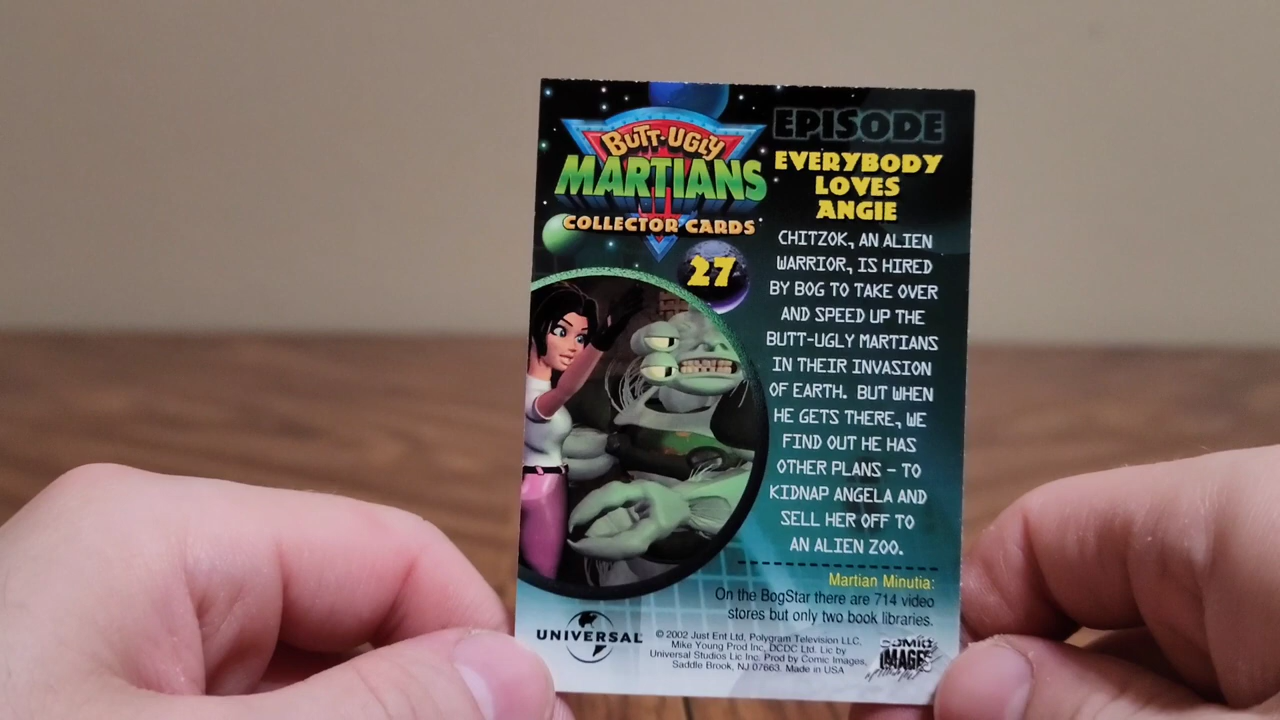 BUTT-UGLY
MARTIANS
COLLECTOR CARDS
27
EPISODE
EVERYBODY
LOVES
ANGIE
CHITZOK, AN ALIEN
WARRIOR, IS HIRED
BY BOG TO TAKE OVER
AND SPEED UP THE
BUTT-UGLY MARTIANS
IN THEIR INVASION
OF EARTH. BUT WHEN
HE GETS THERE, WE
FIND OUT HE HAS
OTHER PLANS – TO
KIDNAP ANGELA AND
SELL HER OFF TO
AN ALIEN ZOO.
Martian Minutia:
On the BogStar there are 714 video
stores but only two book libraries.
UNIVERSAL
© 2002 Just Ent Ltd, Polygram Television LLC,
Mike Young Prod Inc, DCDC Ltd. Lic by
Universal Studios Lic Inc. Prod by Comic Images,
Saddle Brook, NJ 07663. Made in USA
COMIC
IMAGES